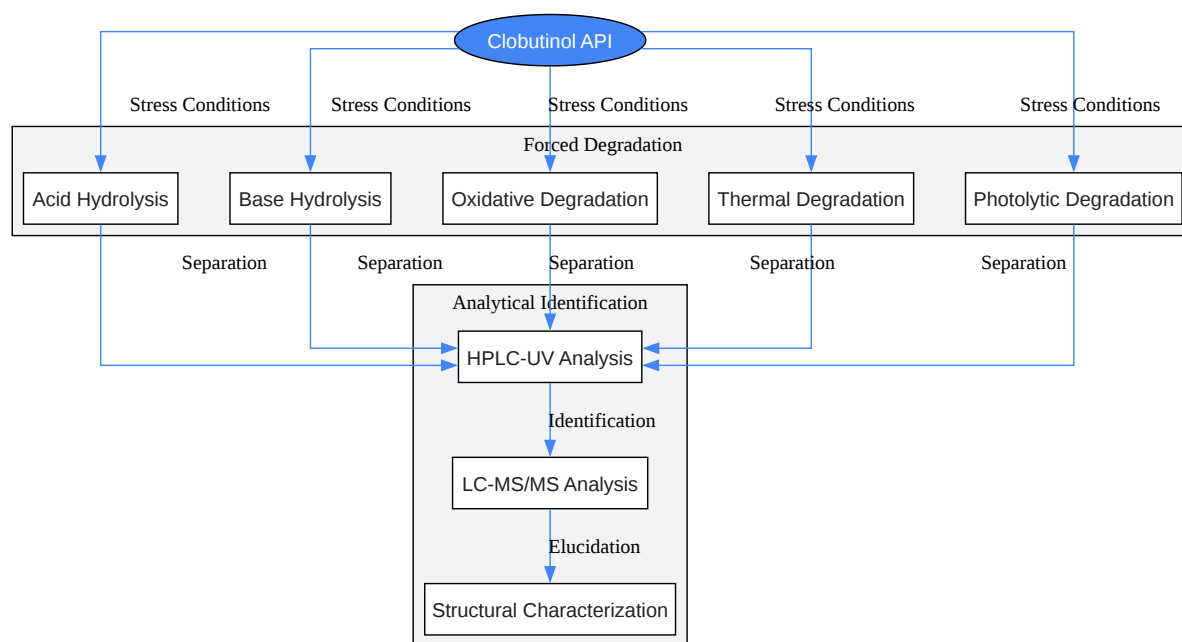 Clobutinol API
Stress Conditions
Stress Conditions
Stress Conditions
Stress Conditions
Stress Conditions
Forced Degradation
Acid Hydrolysis
Base Hydrolysis
Oxidative Degradation
Thermal Degradation
Photolytic Degradation
Separation
Separation
Separation
Separation
Separation
Analytical Identification
HPLC-UV Analysis
Identification
LC-MS/MS Analysis
Elucidation
Structural Characterization